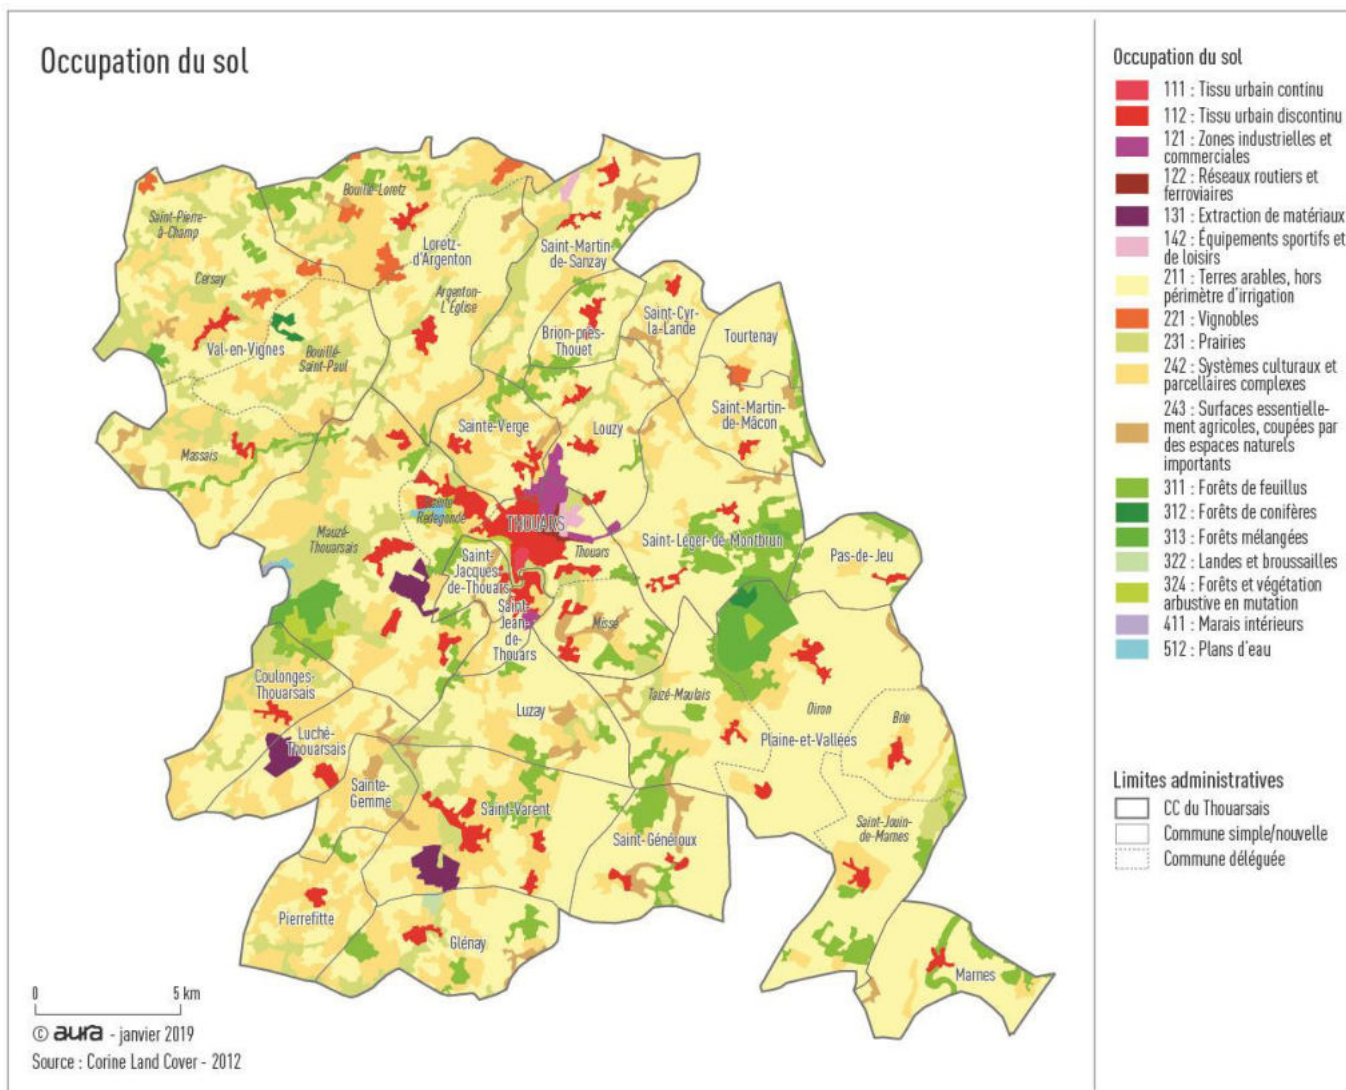 Occupation du sol
Saint-Pierre-
à-Champ
Bouillé-Loretz
Cersay
Loretz-
d'Argenton
Argenton-
L'Église
Saint-Martin-
de-Sanzay
Val-en-Vignes
Bouillé-
Saint-Paul
Brion-près-
Thouet
Saint-Cyr-
la-Lande
Tourtenay
Saint-Martin-
de-Mâcon
Massais
Sainte-Verge
Louzy
Mauzé-
Thouarsais
Sainte
Radegonde
THOUARS
Thouars
Saint-
Jacques-
de-Thouars
Saint-Léger-de-Montbrun
Pas-de-Jeu
Saint-
Jean-
de-
Thouars
Missé
Coulonges-
Thouarsais
Luzay
Taizé-Maulais
Oiron
Brie
Luché-
Thouarsais
Plaine-et-Vallées
Sainte-
Gemme
Saint-Varent
Saint-Généroux
Saint-Jouin-
de-Marnes
Pierrefitte
Glénay
Marnes
0 5 km
© aura - janvier 2019
Source : Corine Land Cover - 2012
Occupation du sol
111 : Tissu urbain continu
112 : Tissu urbain discontinu
121 : Zones industrielles et
commerciales
122 : Réseaux routiers et
ferroviaires
131 : Extraction de matériaux
142 : Équipements sportifs et
de loisirs
211 : Terres arables, hors
périmètre d'irrigation
221 : Vignobles
231 : Prairies
242 : Systèmes culturaux et
parcellaires complexes
243 : Surfaces essentielle-
ment agricoles, coupées par
des espaces naturels
importants
311 : Forêts de feuillus
312 : Forêts de conifères
313 : Forêts mélangées
322 : Landes et broussailles
324 : Forêts et végétation
arbustive en mutation
411 : Marais intérieurs
512 : Plans d'eau
Limites administratives
CC du Thouarsais
Commune simple/nouvelle
Commune déléguée